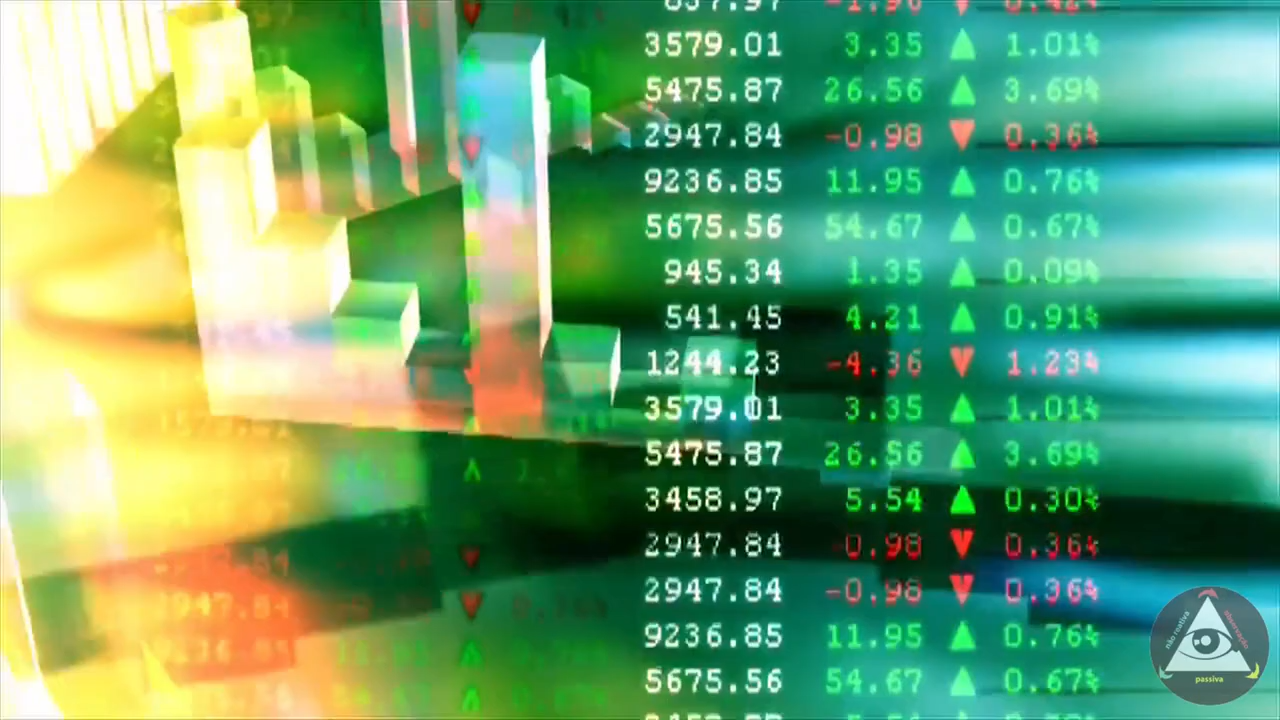 3579.01 3.35 ▲ 1.01%
5475.87 26.56 ▲ 3.69%
2947.84 -0.98 ▼ 0.36%
9236.85 11.95 ▲ 0.76%
5675.56 54.67 ▲ 0.67%
945.34 1.35 ▲ 0.09%
541.45 4.21 ▲ 0.91%
1244.23 -4.36 ▼ 1.23%
3579.01 3.35 ▲ 1.01%
5475.87 26.56 ▲ 3.69%
3458.97 5.54 ▲ 0.30%
2947.84 -0.98 ▼ 0.36%
2947.84 -0.98 ▼ 0.36%
9236.85 11.95 ▲ 0.76%
5675.56 54.67 ▲ 0.67%
não reativa
observação
passiva